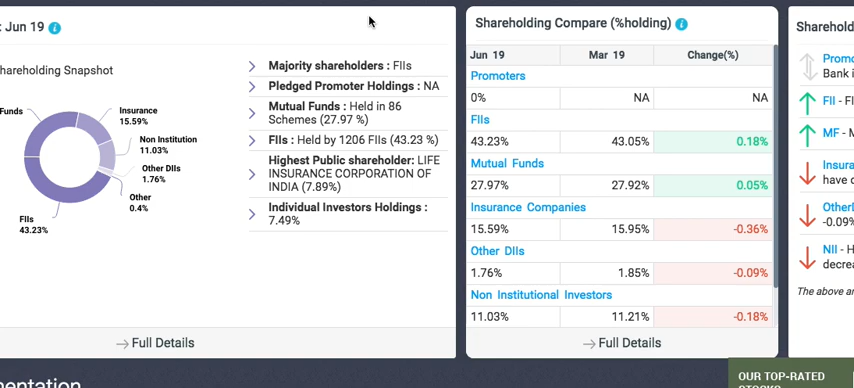 : Jun 19
hareholding Snapshot
Funds
Insurance
15.59%
Non Institution
11.03%
Other DIIs
1.76%
Other
0.4%
FIIs
43.23%
Majority shareholders : FIIs
Pledged Promoter Holdings : NA
Mutual Funds : Held in 86
Schemes (27.97 %)
FIIs : Held by 1206 FIIs (43.23 %)
Highest Public shareholder: LIFE
INSURANCE CORPORATION OF
INDIA (7.89%)
Individual Investors Holdings :
7.49%
Full Details
Shareholding Compare (%holding)
Jun 19 Mar 19 Change(%)
Promoters
0% NA NA
FIIs
43.23% 43.05% 0.18%
Mutual Funds
27.97% 27.92% 0.05%
Insurance Companies
15.59% 15.95% -0.36%
Other DIIs
1.76% 1.85% -0.09%
Non Institutional Investors
11.03% 11.21% -0.18%
Full Details
Sharehold
Promo
Bank i
FII - FI
MF - M
Insura
have d
OtherD
-0.09%
NII - H
decrea
The above ar
nentation
OUR TOP-RATED
STOCKS